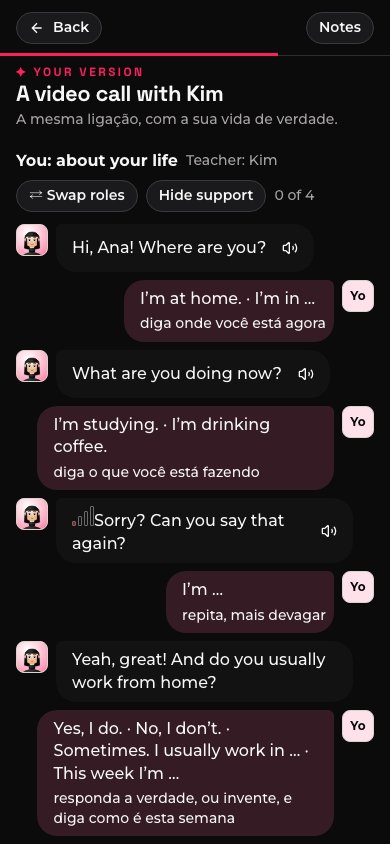 ← Back
Notes
✦ YOUR VERSION
A video call with Kim
A mesma ligação, com a sua vida de verdade.
You: about your life Teacher: Kim
⇄ Swap roles
Hide support
0 of 4
Hi, Ana! Where are you?
I’m at home. · I’m in ...
diga onde você está agora
Yo
What are you doing now?
I’m studying. · I’m drinking
coffee.
diga o que você está fazendo
Yo
Sorry? Can you say that
again?
I’m ...
repita, mais devagar
Yo
Yeah, great! And do you usually
work from home?
Yes, I do. · No, I don’t. ·
Sometimes. I usually work in ... ·
This week I’m ...
responda a verdade, ou invente, e
diga como é esta semana
Yo